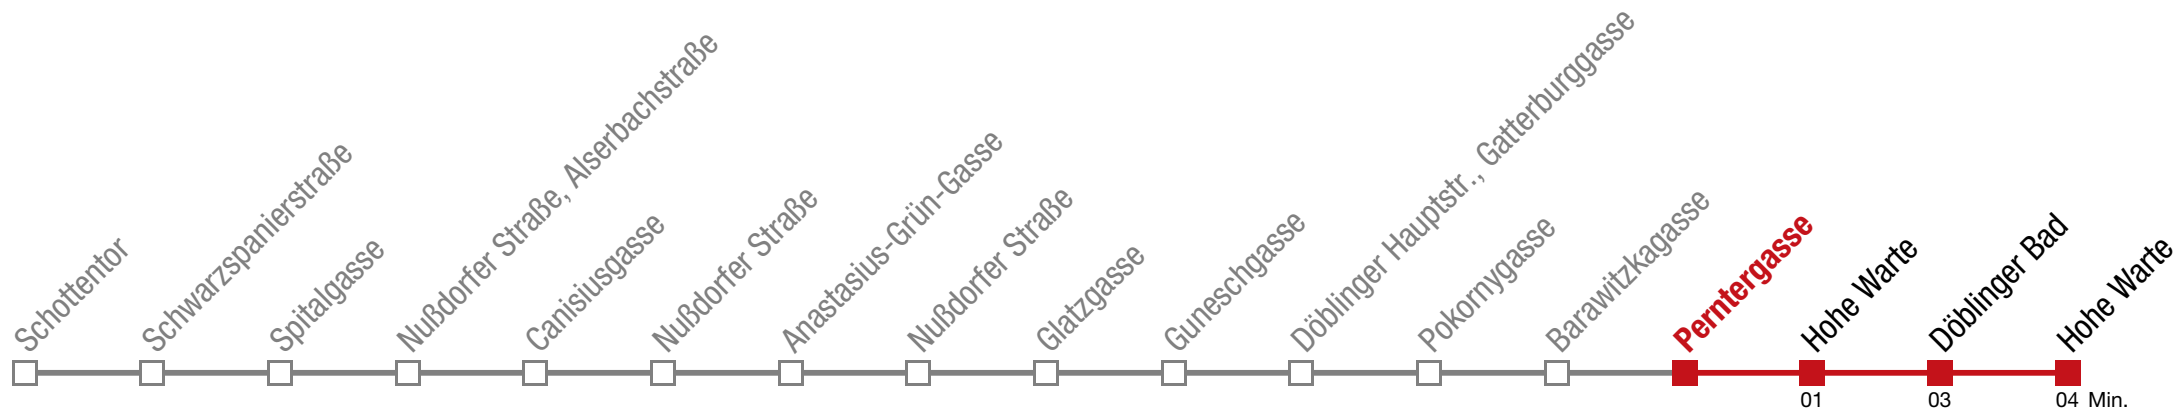 Schottentor
Schwarzspanierstraße
Spitalgasse
Nußdorfer Straße, Alserbachstraße
Canisiusgasse
Nußdorfer Straße
Anastasius-Grün-Gasse
Nußdorfer Straße
Glatzgasse
Guneschgasse
Döblinger Hauptstr., Gatterburggasse
Pokornygasse
Barawitzkagasse
Perntergasse
Hohe Warte
Döblinger Bad
Hohe Warte
01
03
04 Min.